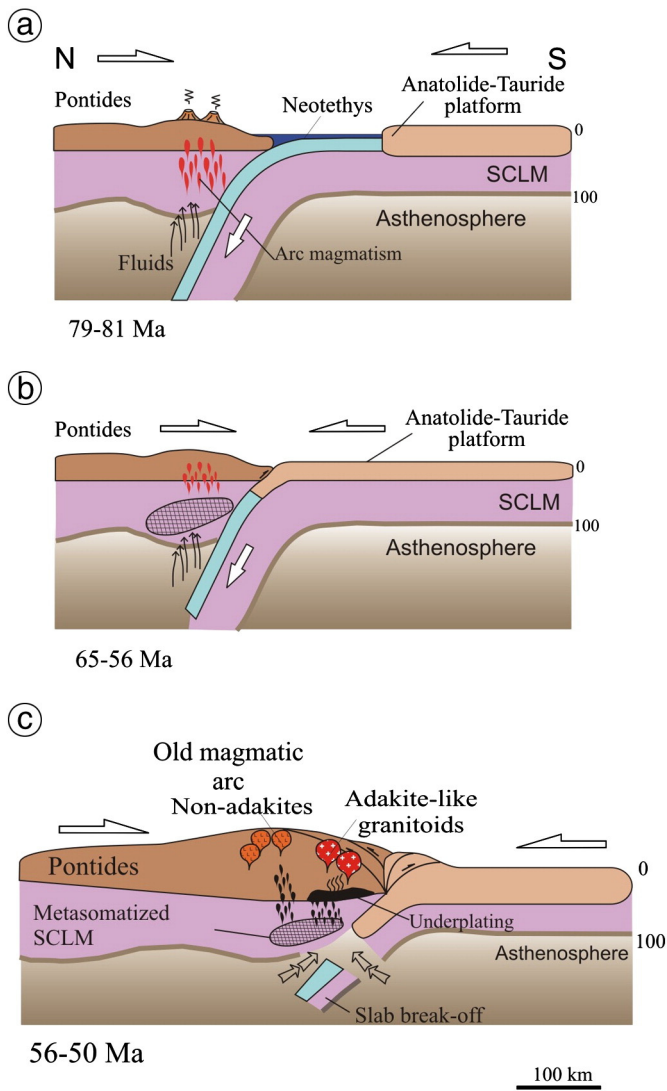 a
N
S
Pontides
Neotethys
Anatolide-Tauride
platform
0
SCLM
100
Asthenosphere
Fluids
Arc magmatism
79-81 Ma
b
Pontides
Anatolide-Tauride
platform
0
SCLM
100
Asthenosphere
65-56 Ma
c
Old magmatic
arc
Non-adakites
Adakite-like
granitoids
Pontides
0
Metasomatized
SCLM
Underplating
100
Asthenosphere
Slab break-off
56-50 Ma
100 km